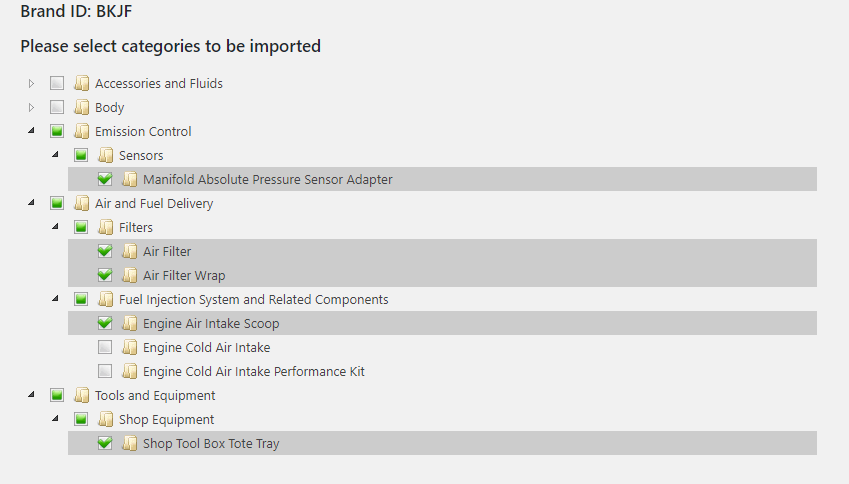 Brand ID: BKJF
Please select categories to be imported
Accessories and Fluids
Body
Emission Control
Sensors
Manifold Absolute Pressure Sensor Adapter
Air and Fuel Delivery
Filters
Air Filter
Air Filter Wrap
Fuel Injection System and Related Components
Engine Air Intake Scoop
Engine Cold Air Intake
Engine Cold Air Intake Performance Kit
Tools and Equipment
Shop Equipment
Shop Tool Box Tote Tray